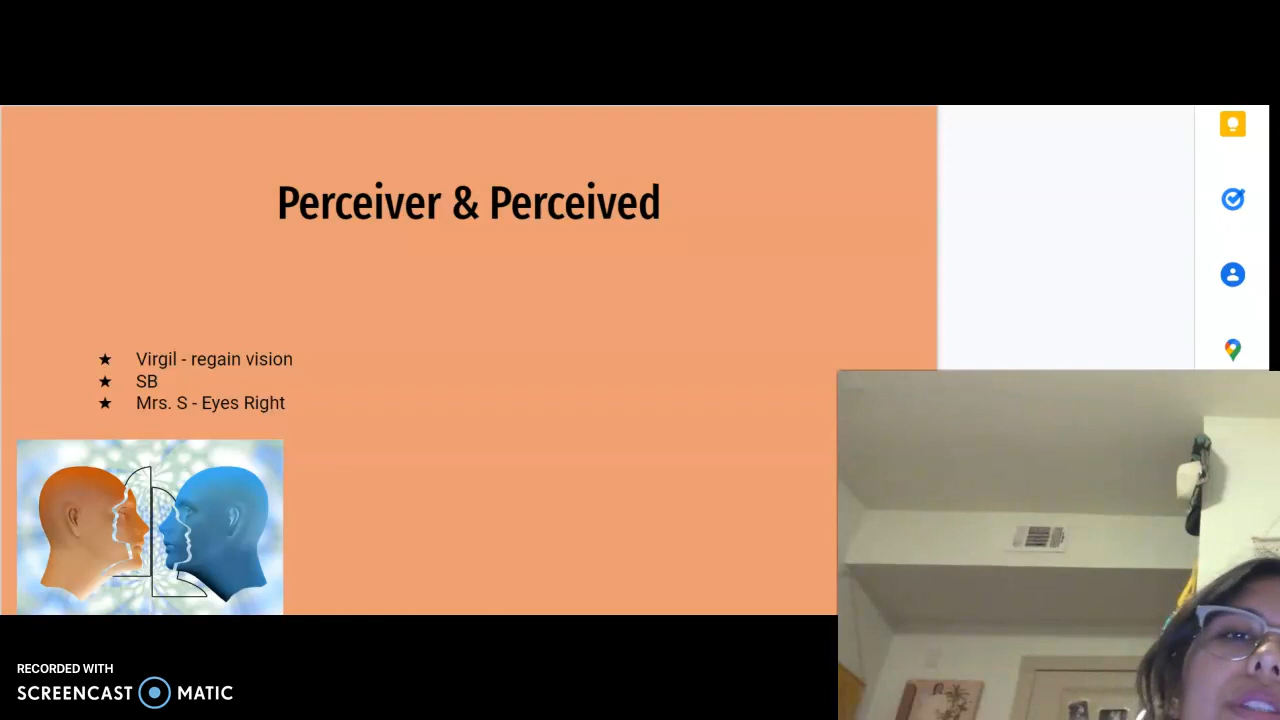 Perceiver & Perceived
★ Virgil - regain vision
★ SB
★ Mrs. S - Eyes Right
RECORDED WITH
SCREENCAST MATIC